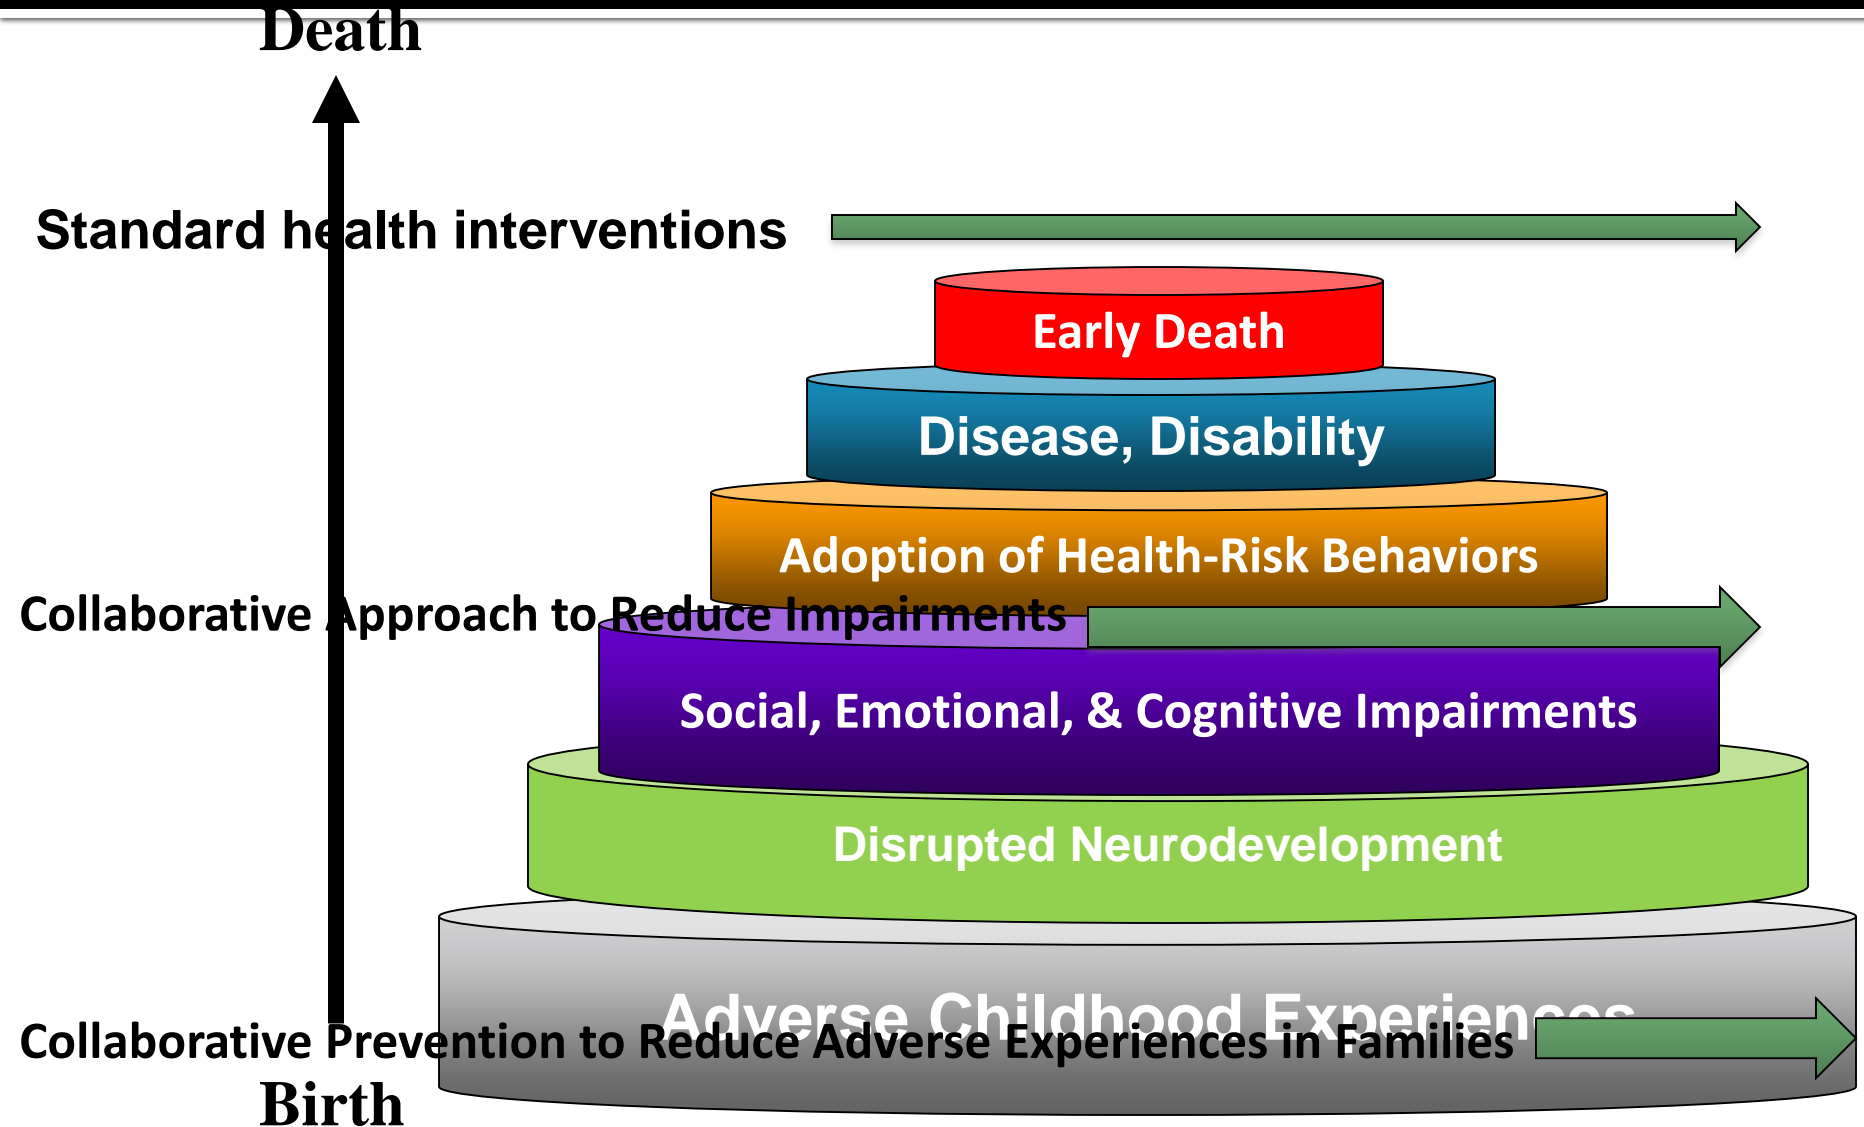 Death
Standard health interventions
Early Death
Disease, Disability
Adoption of Health-Risk Behaviors
Collaborative Approach to Reduce Impairments
Social, Emotional, & Cognitive Impairments
Disrupted Neurodevelopment
Adverse Childhood Experiences
Collaborative Prevention to Reduce Adverse Experiences in Families
Birth